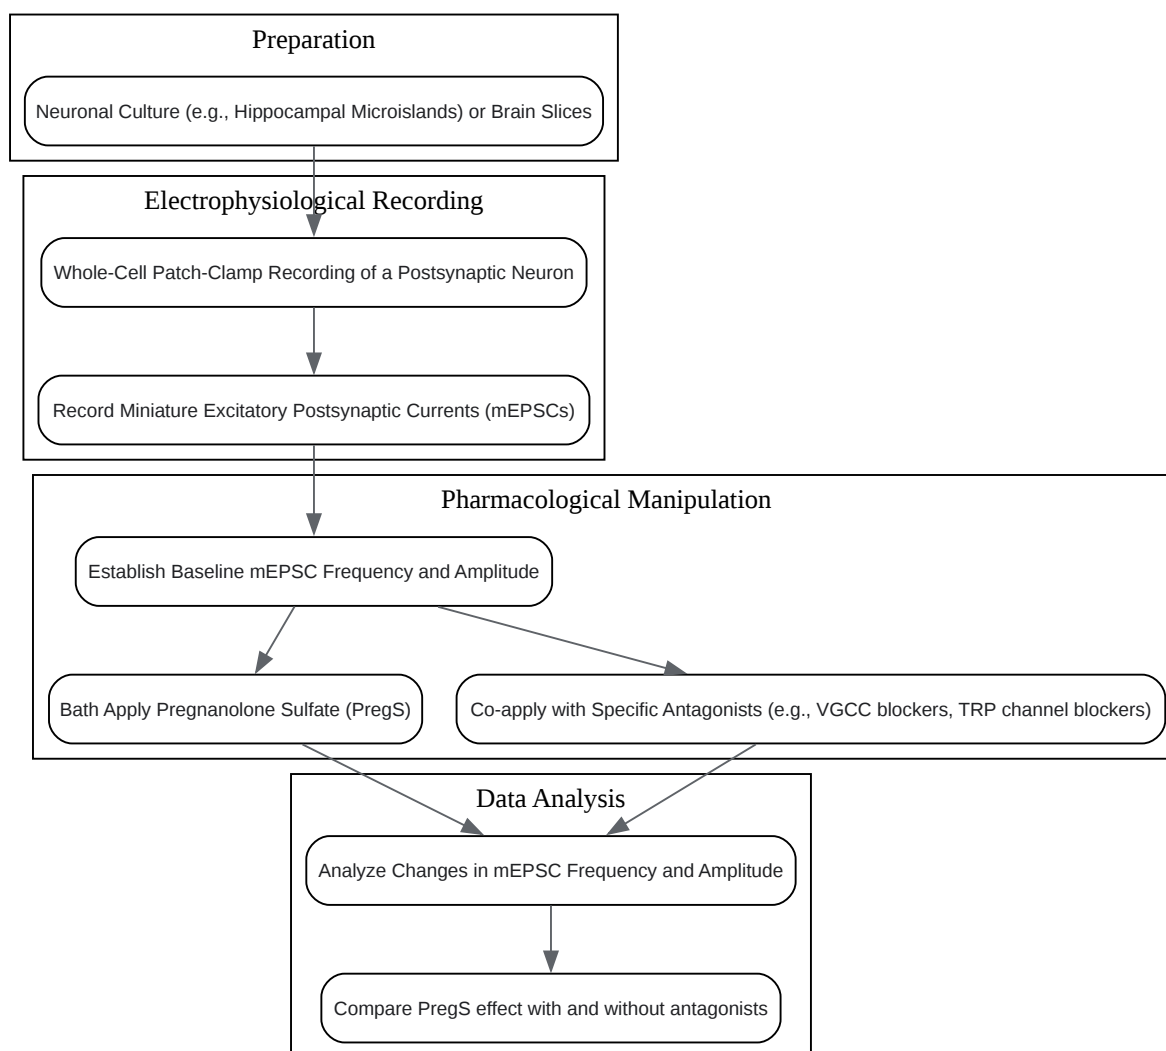 Preparation
Neuronal Culture (e.g., Hippocampal Microislands) or Brain Slices
Electrophysiological Recording
Whole-Cell Patch-Clamp Recording of a Postsynaptic Neuron
Record Miniature Excitatory Postsynaptic Currents (mEPSCs)
Pharmacological Manipulation
Establish Baseline mEPSC Frequency and Amplitude
Bath Apply Pregnanolone Sulfate (PregS)
Co-apply with Specific Antagonists (e.g., VGCC blockers, TRP channel blockers)
Data Analysis
Analyze Changes in mEPSC Frequency and Amplitude
Compare PregS effect with and without antagonists